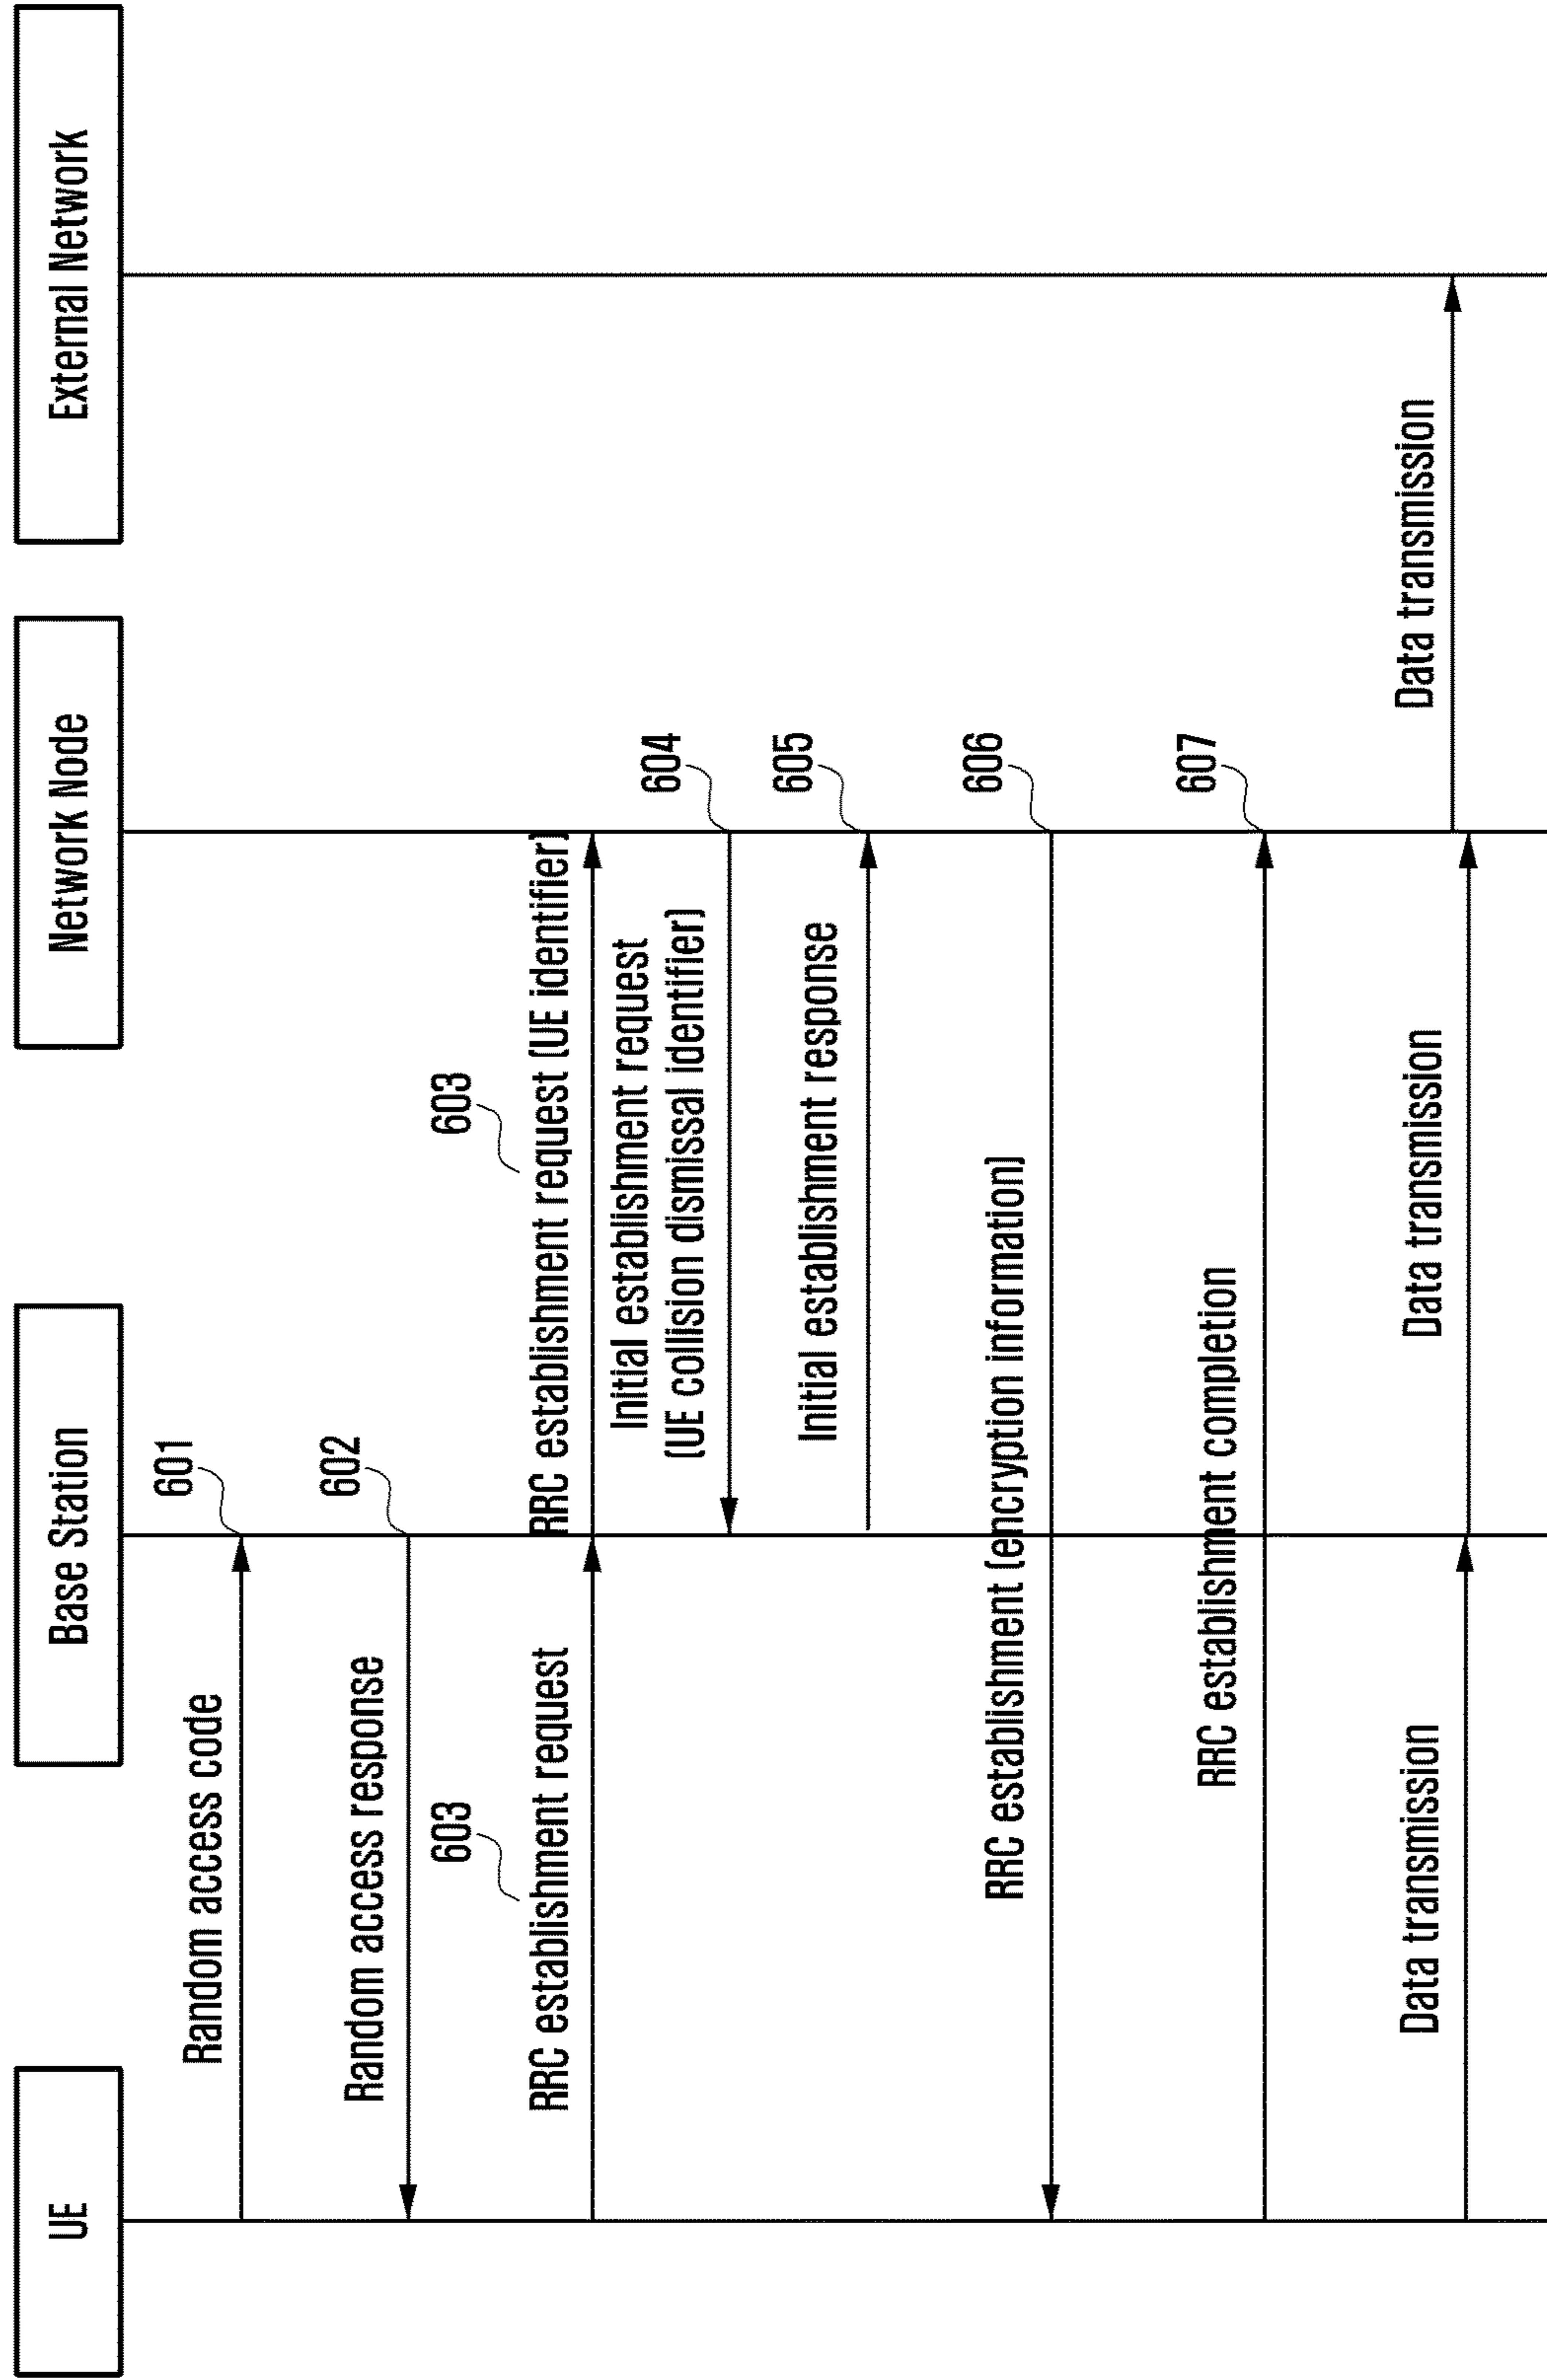 UE
Base Station
Network Node
External Network
601
Random access code
602
Random access response
603
RRC establishment request
603
RRC establishment request (UE identifier)
604
Initial establishment request
(UE collision dismissal identifier)
605
Initial establishment response
606
RRC establishment (encryption information)
607
RRC establishment completion
Data transmission
Data transmission
Data transmission